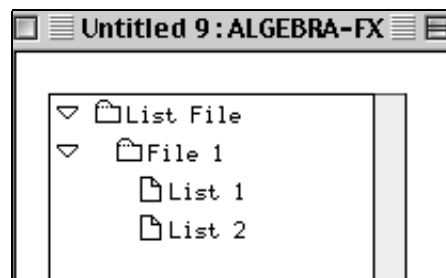 Untitled 9:ALGEBRA-FX
List File
File 1
List 1
List 2